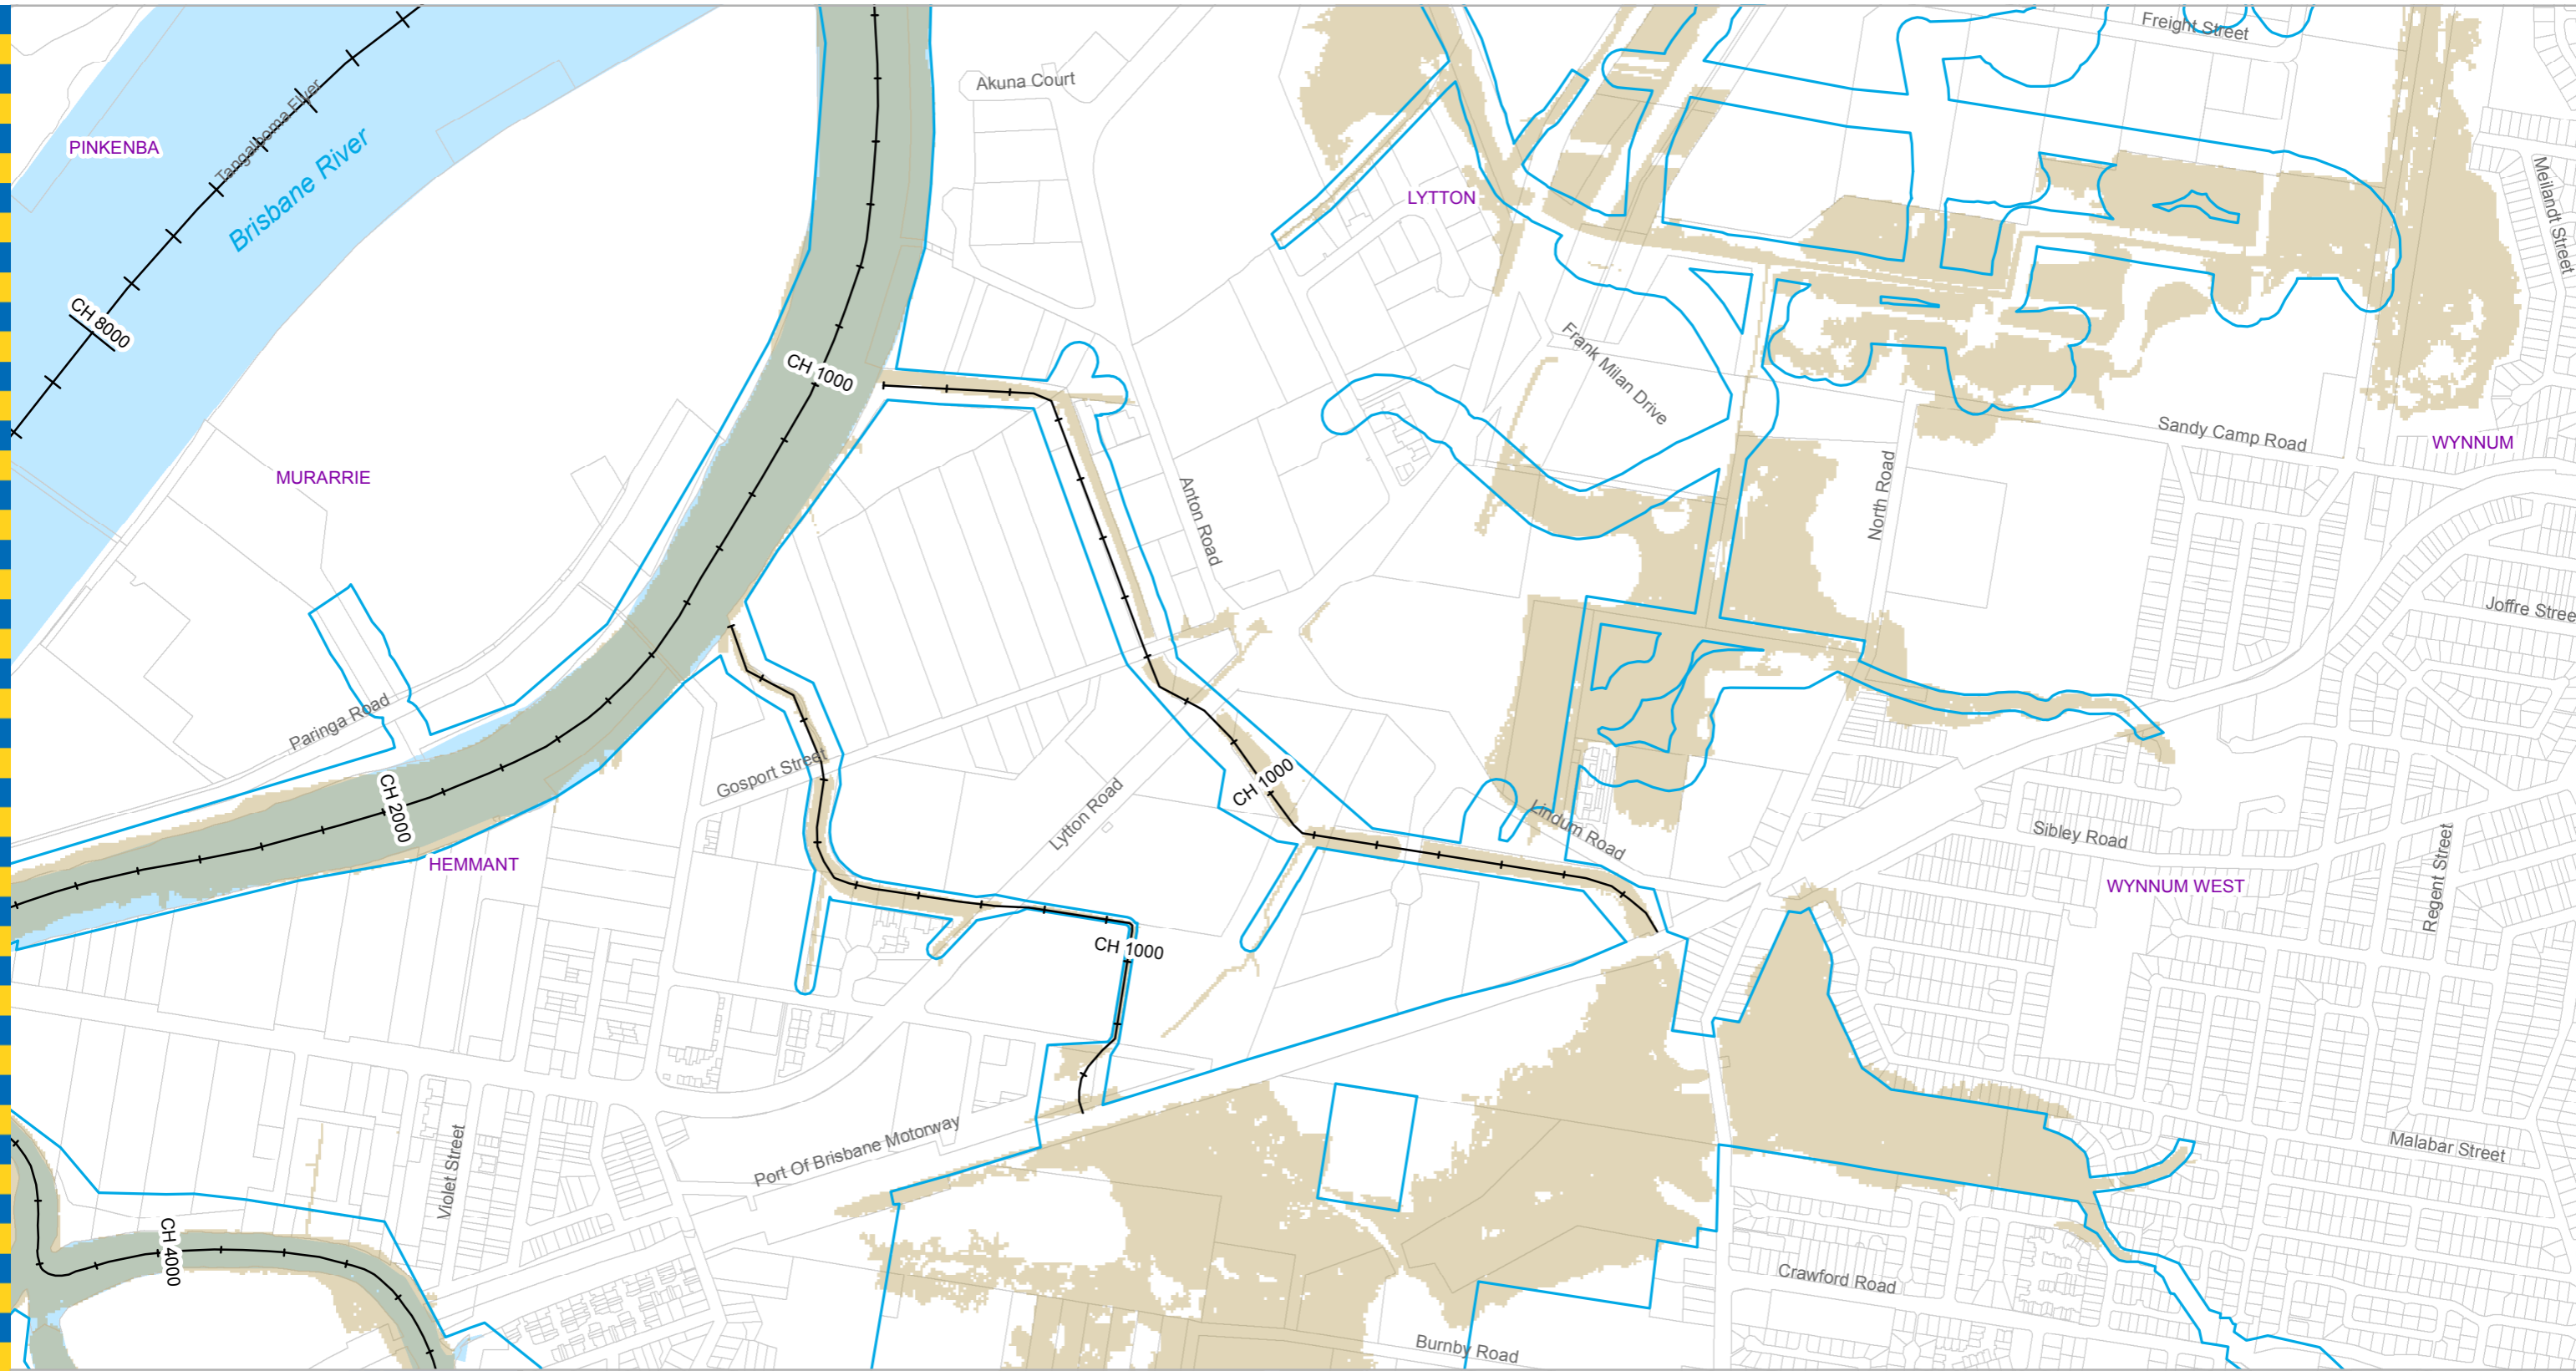 Freight Street
Akuna Court
Tangalooma Flyer
PINKENBA
Brisbane River
LYTTON
Meilandt Street
CH 8000
CH 1000
Frank Milan Drive
Sandy Camp Road
WYNNUM
MURARRIE
North Road
Anton Road
Joffre Stree
Paringa Road
Gosport Street
CH 1000
CH 2000
Lytton Road
Lindum Road
Sibley Road
HEMMANT
WYNNUM WEST
Regent Street
CH 1000
Port Of Brisbane Motorway
Violet Street
Malabar Street
CH 4000
Crawford Road
Burnby Road